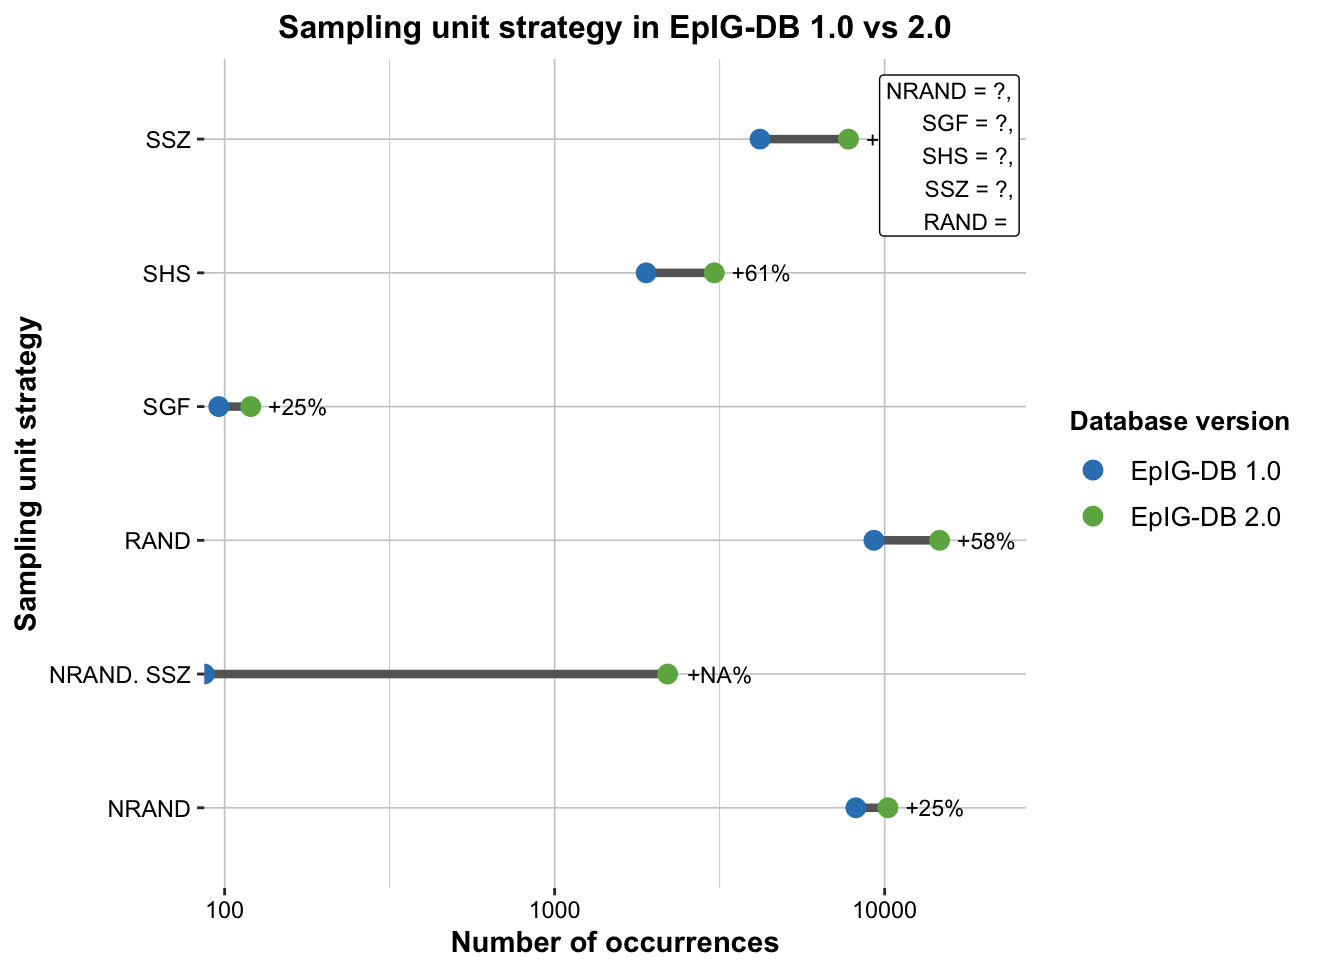 Sampling unit strategy in EpIG-DB 1.0 vs 2.0
NRAND = ?,
SGF = ?,
SHS = ?,
SSZ = ?,
RAND =
SSZ
+
SHS
+61%
SGF
+25%
RAND
+58%
NRAND. SSZ
+NA%
NRAND
+25%
100
1000
10000
Number of occurrences
Sampling unit strategy
Database version
EpIG-DB 1.0
EpIG-DB 2.0